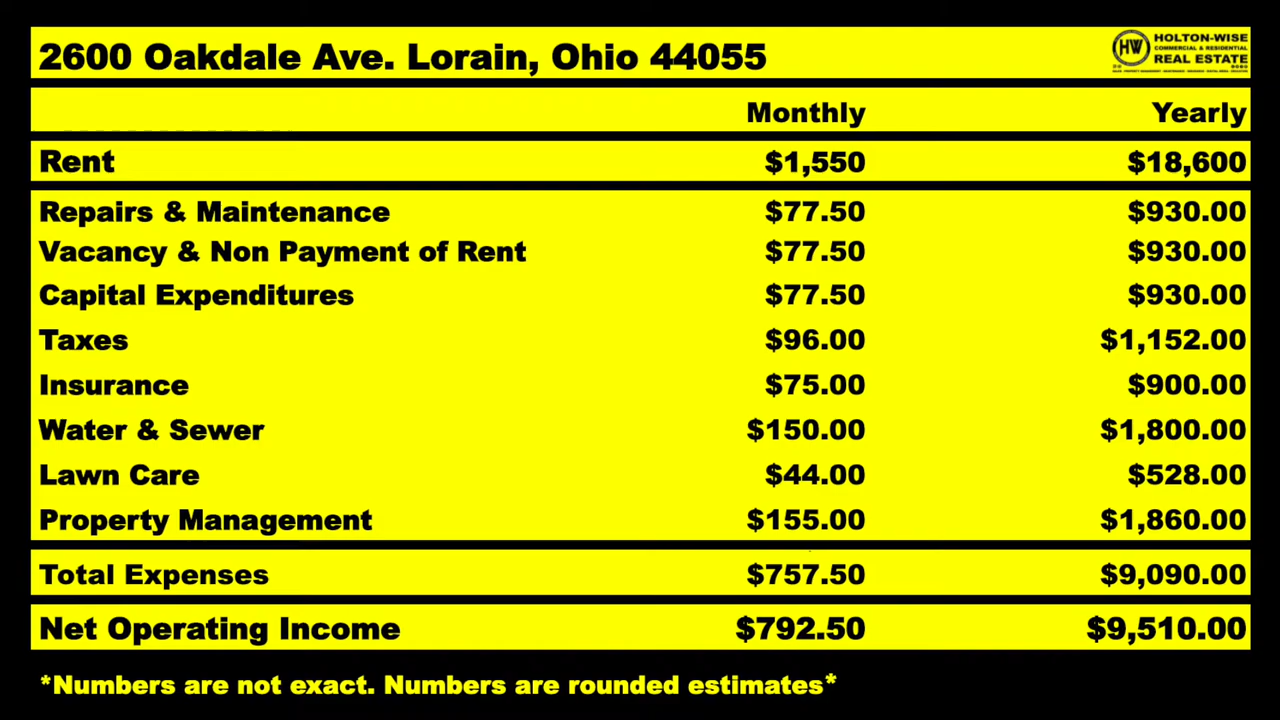 2600 Oakdale Ave. Lorain, Ohio 44055
HOLTON-WISE
COMMERCIAL & RESIDENTIAL
REAL ESTATE
HW
Monthly Yearly
Rent $1,550 $18,600
Repairs & Maintenance $77.50 $930.00
Vacancy & Non Payment of Rent $77.50 $930.00
Capital Expenditures $77.50 $930.00
Taxes $96.00 $1,152.00
Insurance $75.00 $900.00
Water & Sewer $150.00 $1,800.00
Lawn Care $44.00 $528.00
Property Management $155.00 $1,860.00
Total Expenses $757.50 $9,090.00
Net Operating Income $792.50 $9,510.00
*Numbers are not exact. Numbers are rounded estimates*